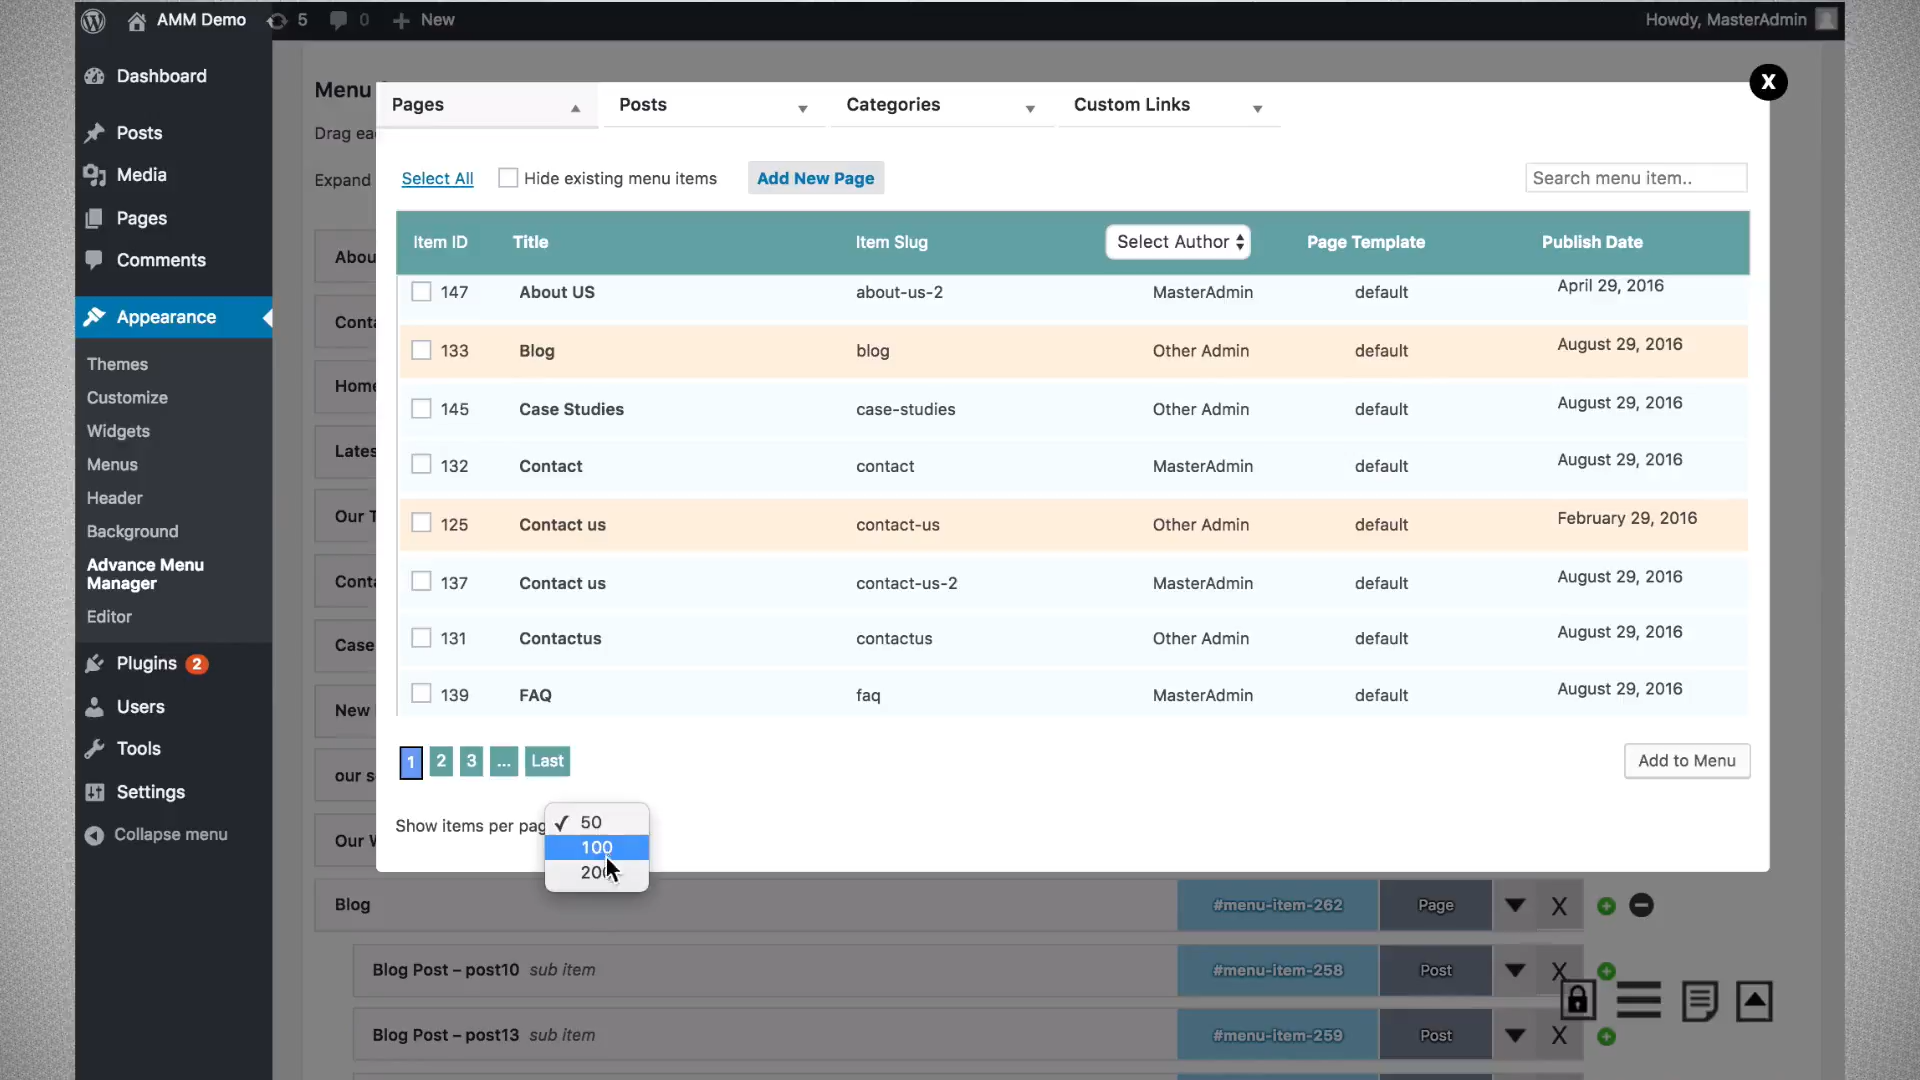 AMM Demo 5 0 New Howdy, MasterAdmin
Dashboard
Posts
Media
Pages
Comments
Appearance
Themes
Customize
Widgets
Menus
Header
Background
Advance Menu
Manager
Editor
Plugins 2
Users
Tools
Settings
Collapse menu
Menu
Drag ea
Expand
Abou
Conta
Home
Lates
Our T
Conta
Case
New
our s
Our W
X
Pages Posts Categories Custom Links
Select All Hide existing menu items Add New Page Search menu item..
Item ID Title Item Slug Select Author Page Template Publish Date
147 About US about-us-2 MasterAdmin default April 29, 2016
133 Blog blog Other Admin default August 29, 2016
145 Case Studies case-studies Other Admin default August 29, 2016
132 Contact contact MasterAdmin default August 29, 2016
125 Contact us contact-us Other Admin default February 29, 2016
137 Contact us contact-us-2 MasterAdmin default August 29, 2016
131 Contactus contactus Other Admin default August 29, 2016
139 FAQ faq MasterAdmin default August 29, 2016
1 2 3 ... Last Add to Menu
Show items per pag 50
100
200
Blog #menu-item-262 Page X
Blog Post – post10 sub item #menu-item-258 Post X
Blog Post – post13 sub item #menu-item-259 Post X